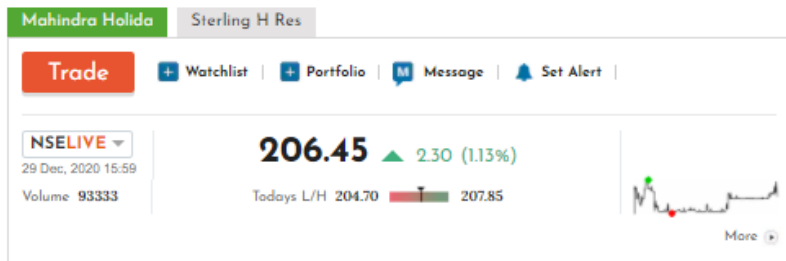 Mahindra Holida Sterling H Res
Trade Watchlist | Portfolio | M Message | Set Alert |
NSELIVE 206.45 2.30 (1.13%)
29 Dec, 2020 15:59
Volume 93333 Todays L/H 204.70 207.85
More